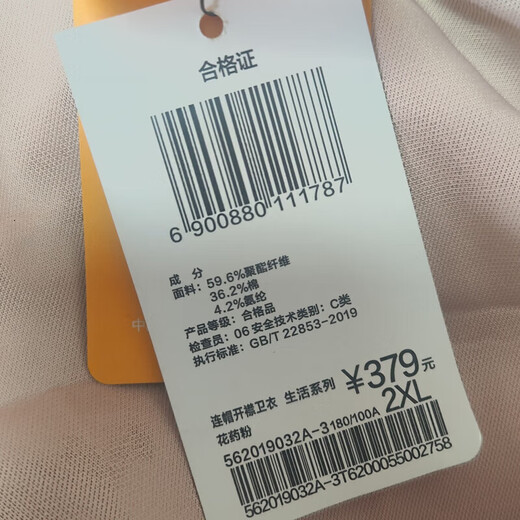 合格证
6 900880 111787
成 分
面料: 59.6%聚酯纤维
36.2%棉
4.2%氨纶
产品等级: 合格品
检查员: 06 安全技术类别: C类
执行标准: GB/T 22853-2019
¥379元
连帽开襟卫衣 生活系列
2XL
花药粉
562019032A-3 180/100A
562019032A-3T6200055002758
中